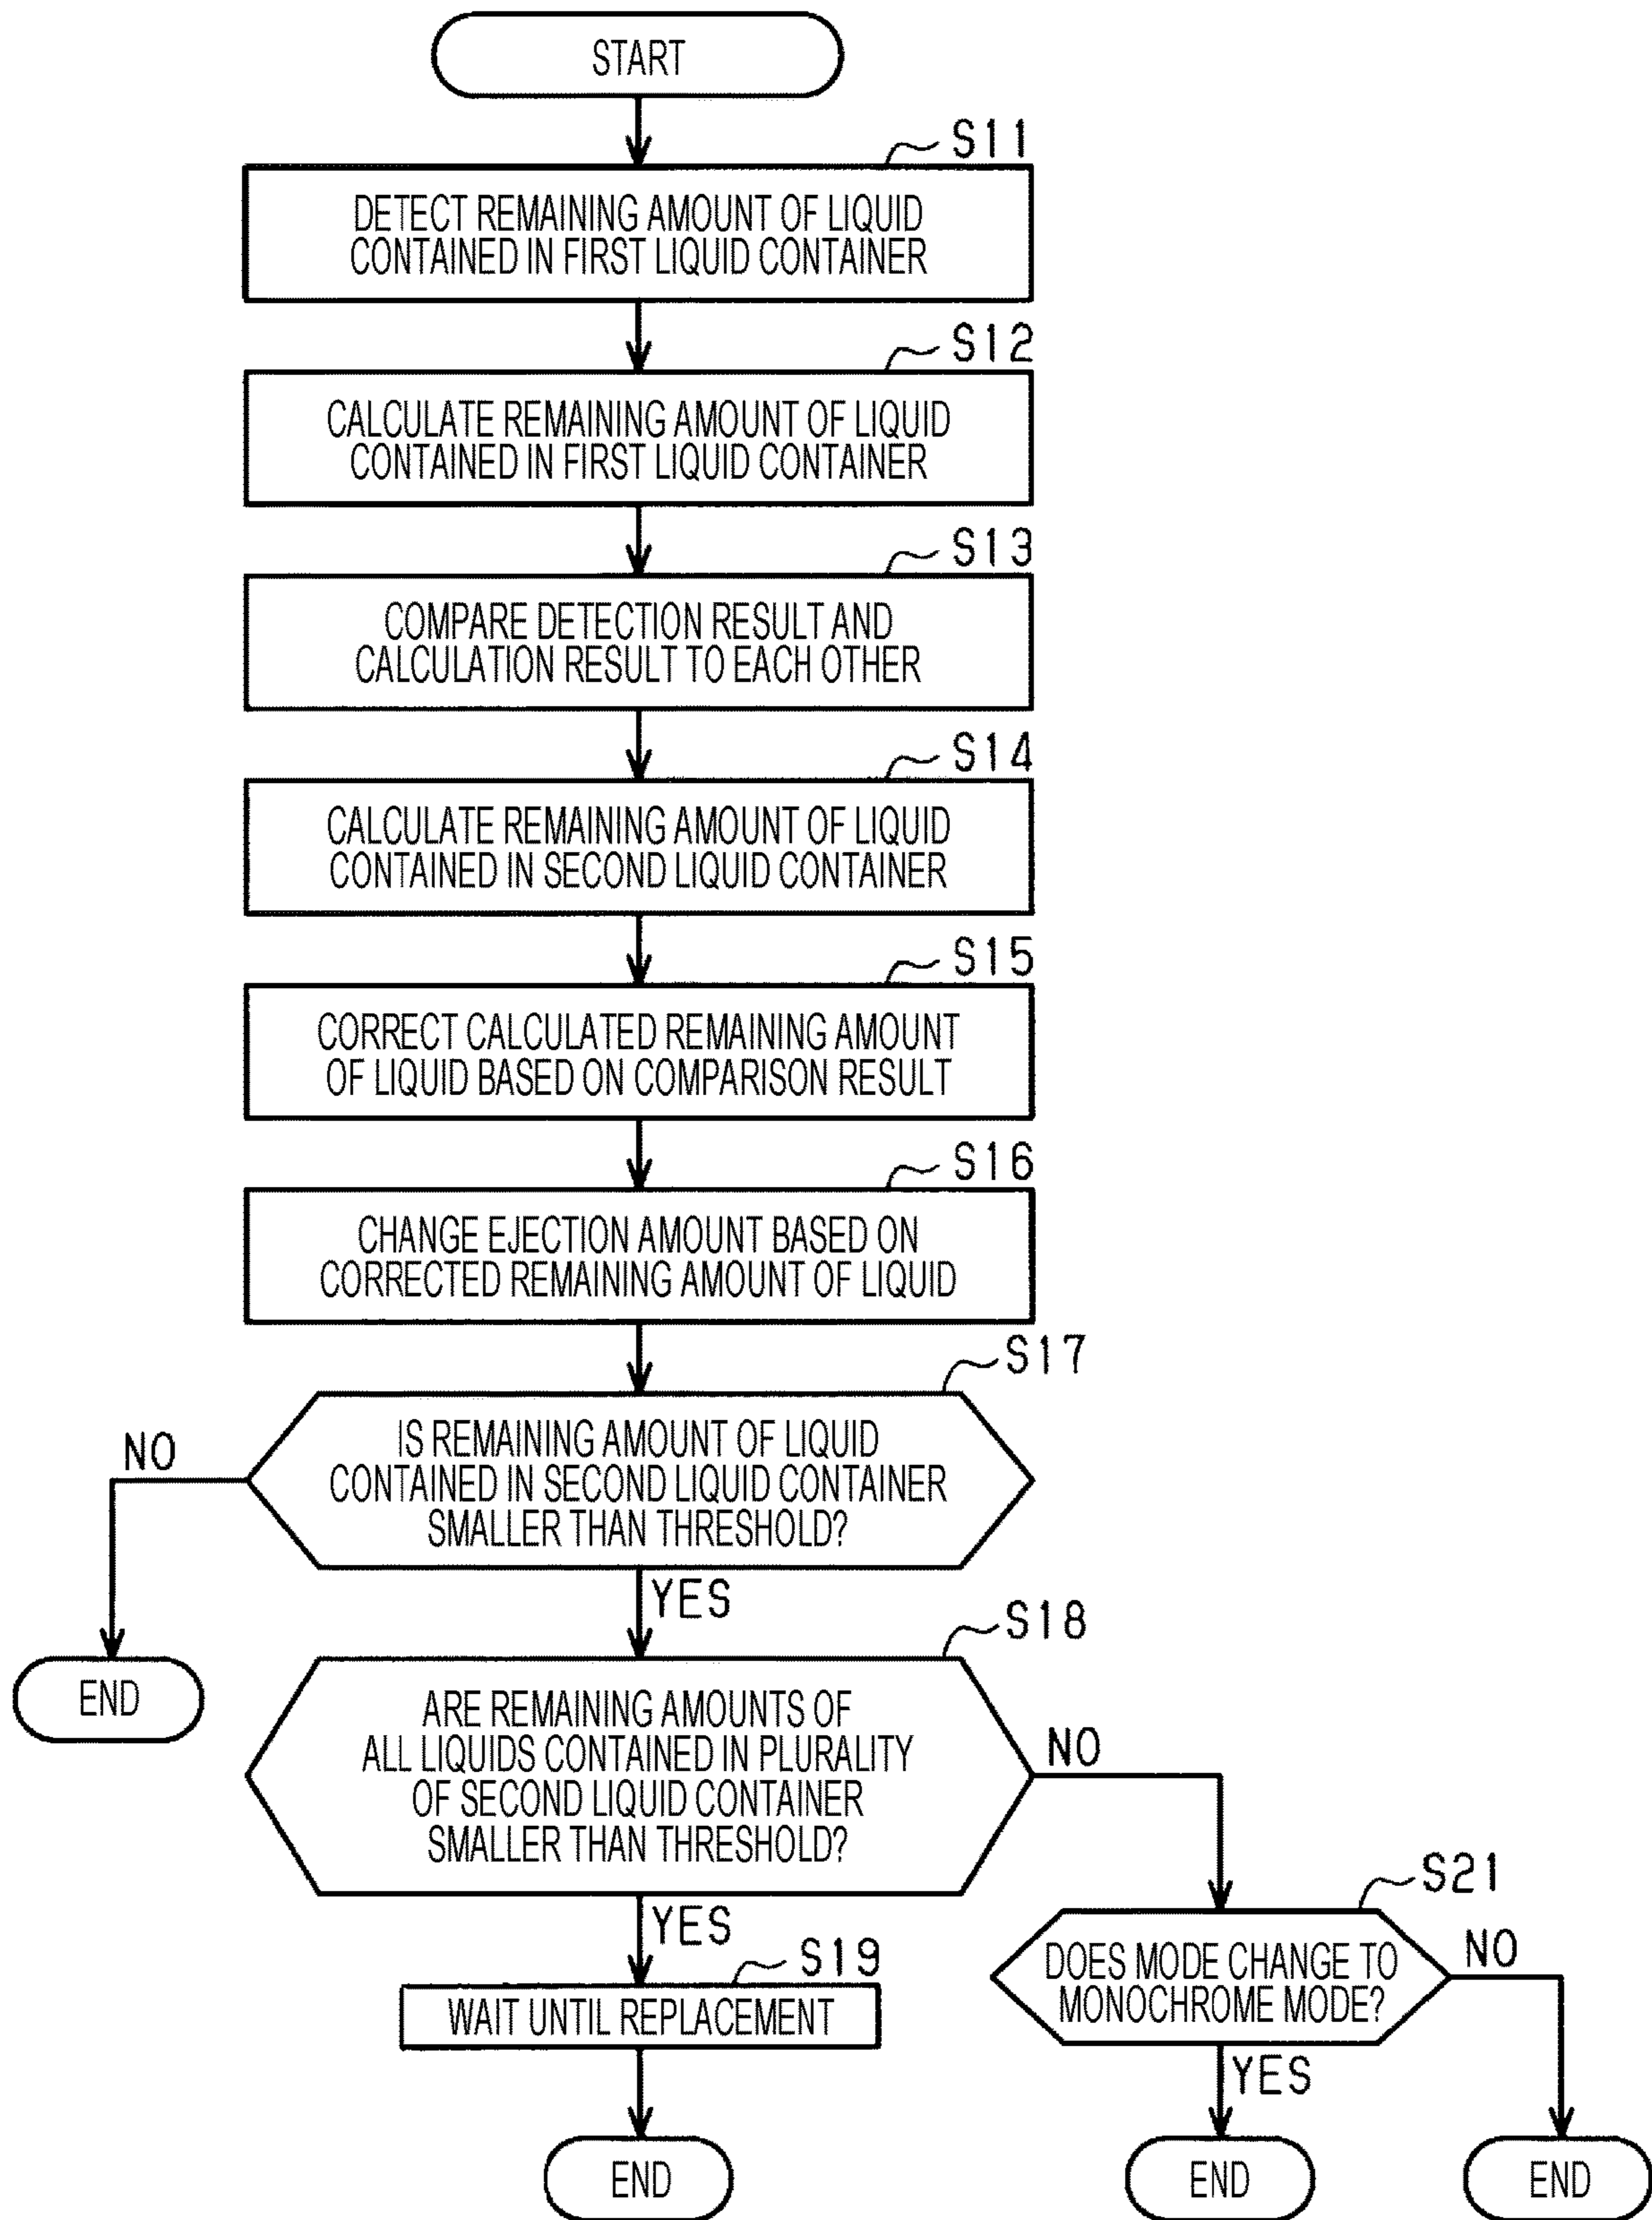 START
S11
DETECT REMAINING AMOUNT OF LIQUID
CONTAINED IN FIRST LIQUID CONTAINER
S12
CALCULATE REMAINING AMOUNT OF LIQUID
CONTAINED IN FIRST LIQUID CONTAINER
S13
COMPARE DETECTION RESULT AND
CALCULATION RESULT TO EACH OTHER
S14
CALCULATE REMAINING AMOUNT OF LIQUID
CONTAINED IN SECOND LIQUID CONTAINER
S15
CORRECT CALCULATED REMAINING AMOUNT
OF LIQUID BASED ON COMPARISON RESULT
S16
CHANGE EJECTION AMOUNT BASED ON
CORRECTED REMAINING AMOUNT OF LIQUID
S17
IS REMAINING AMOUNT OF LIQUID
CONTAINED IN SECOND LIQUID CONTAINER
SMALLER THAN THRESHOLD?
NO
END
YES
S18
ARE REMAINING AMOUNTS OF
ALL LIQUIDS CONTAINED IN PLURALITY
OF SECOND LIQUID CONTAINER
SMALLER THAN THRESHOLD?
NO
YES
S19
WAIT UNTIL REPLACEMENT
END
S21
DOES MODE CHANGE TO
MONOCHROME MODE?
NO
YES
END
END